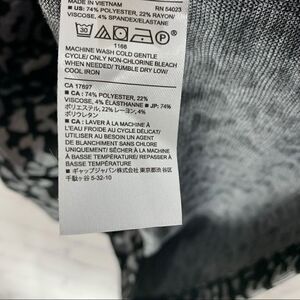 MADE IN VIETNAM RN 54023
■ US: 74% POLYESTER, 22% RAYON/
VISCOSE, 4% SPANDEX/ELASTANE
30 P
1166
MACHINE WASH COLD GENTLE
CYCLE/ ONLY NON-CHLORINE BLEACH
WHEN NEEDED/ TUMBLE DRY LOW/
COOL IRON
CA 17897
■ CA : 74% POLYESTER, 22%
VISCOSE, 4% ÉLASTHANNE ■ JP: 74%
ポリエステル, 22% レーヨン, 4%
ポリウレタン
■ CA: LAVER À LA MACHINE À
L'EAU FROIDE AU CYCLE DÉLICAT/
UTILISER AU BESOIN UN AGENT
DE BLANCHIMENT SANS CHLORE
UNIQUEMENT/ SÉCHER À LA MACHINE
À BASSE TEMPÉRATURE/ REPASSER À
BASSE TEMPÉRATURE
■ ギャップジャパン株式会社 東京都渋谷区
千駄ヶ谷 5-32-10